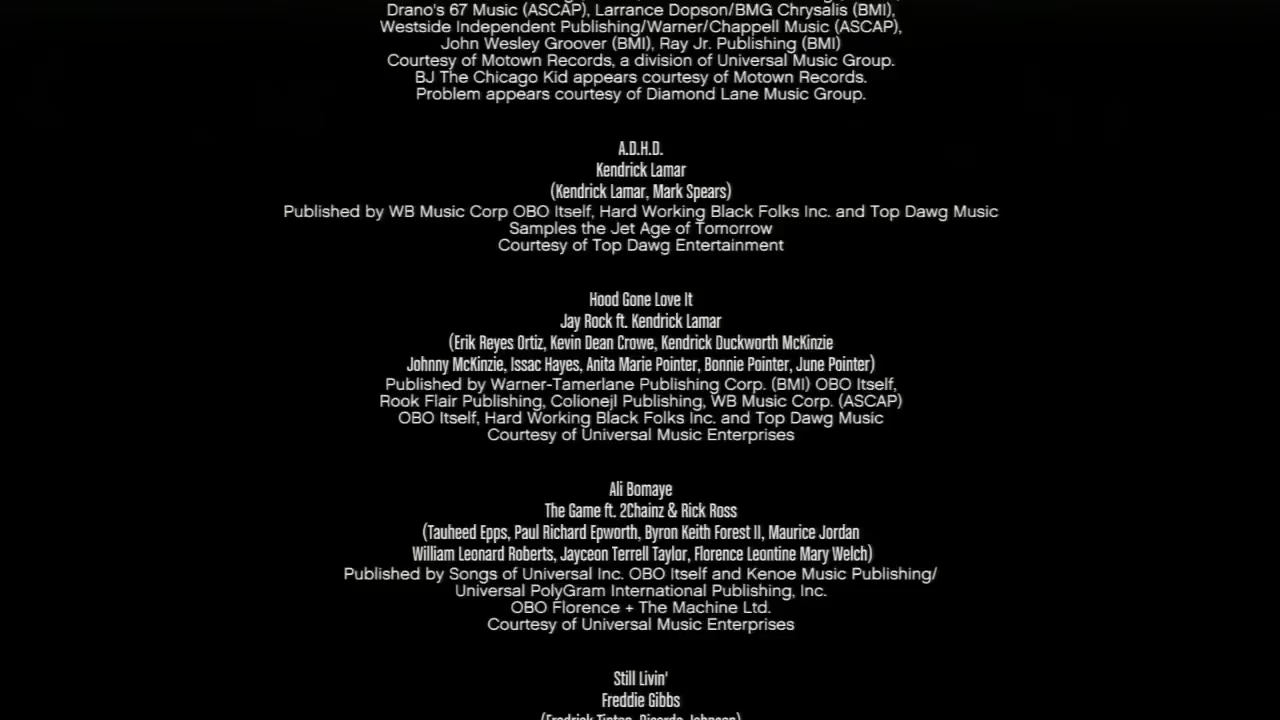 Drano's 67 Music (ASCAP), Larrance Dopson/BMG Chrysalis (BMI),
Westside Independent Publishing/Warner/Chappell Music (ASCAP),
John Wesley Groover (BMI), Ray Jr. Publishing (BMI)
Courtesy of Motown Records, a division of Universal Music Group.
BJ The Chicago Kid appears courtesy of Motown Records.
Problem appears courtesy of Diamond Lane Music Group.
A.D.H.D.
Kendrick Lamar
(Kendrick Lamar, Mark Spears)
Published by WB Music Corp OBO Itself, Hard Working Black Folks Inc. and Top Dawg Music
Samples the Jet Age of Tomorrow
Courtesy of Top Dawg Entertainment
Hood Gone Love It
Jay Rock ft. Kendrick Lamar
(Erik Reyes Ortiz, Kevin Dean Crowe, Kendrick Duckworth McKinzie
Johnny McKinzie, Issac Hayes, Anita Marie Pointer, Bonnie Pointer, June Pointer)
Published by Warner-Tamerlane Publishing Corp. (BMI) OBO Itself,
Rook Flair Publishing, Colionejl Publishing, WB Music Corp. (ASCAP)
OBO Itself, Hard Working Black Folks Inc. and Top Dawg Music
Courtesy of Universal Music Enterprises
Ali Bomaye
The Game ft. 2Chainz & Rick Ross
(Tauheed Epps, Paul Richard Epworth, Byron Keith Forest II, Maurice Jordan
William Leonard Roberts, Jayceon Terrell Taylor, Florence Leontine Mary Welch)
Published by Songs of Universal Inc. OBO Itself and Kenoe Music Publishing/
Universal PolyGram International Publishing, Inc.
OBO Florence + The Machine Ltd.
Courtesy of Universal Music Enterprises
Still Livin'
Freddie Gibbs
(Fredrick Tipton, Ricardo Johnson)